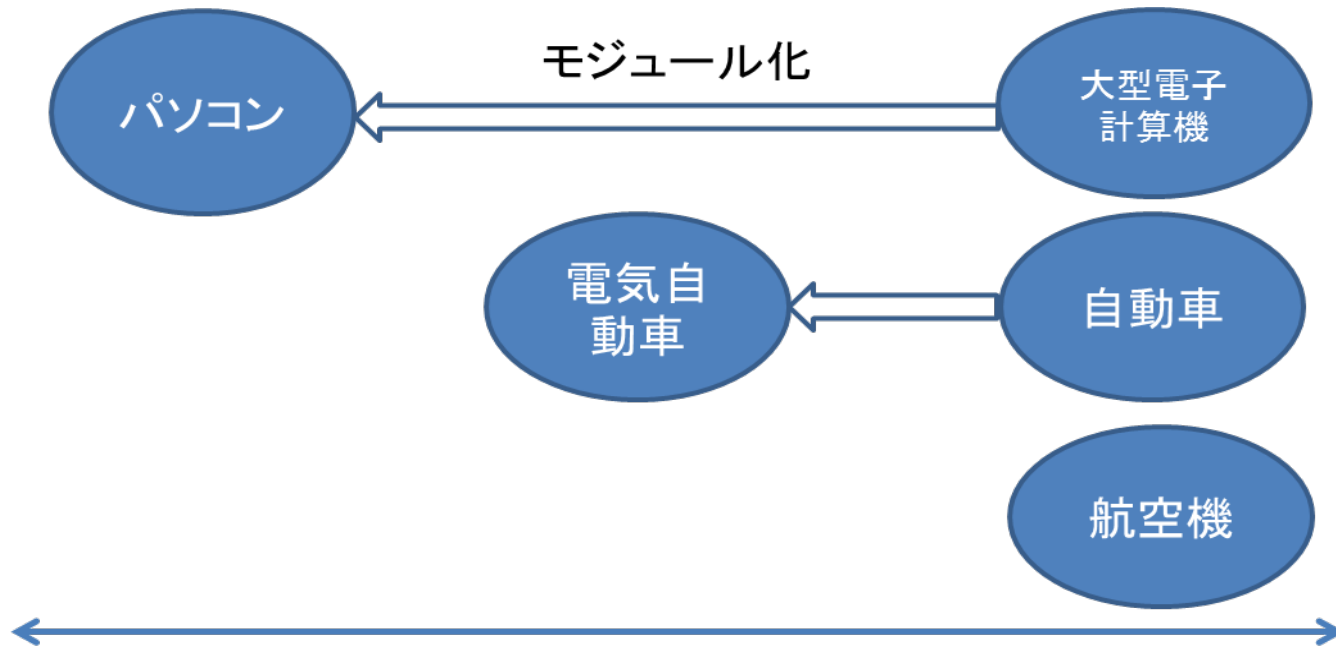 モジュール化
パソコン
大型電子
計算機
電気自
動車
自動車
航空機